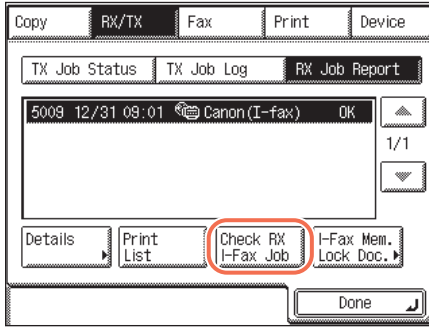 Copy RX/TX Fax Print Device
TX Job Status TX Job Log RX Job Report
5009 12/31 09:01 Canon(I-fax) OK
1/1
Details Print List Check RX I-Fax Job I-Fax Mem. Lock Doc.
Done